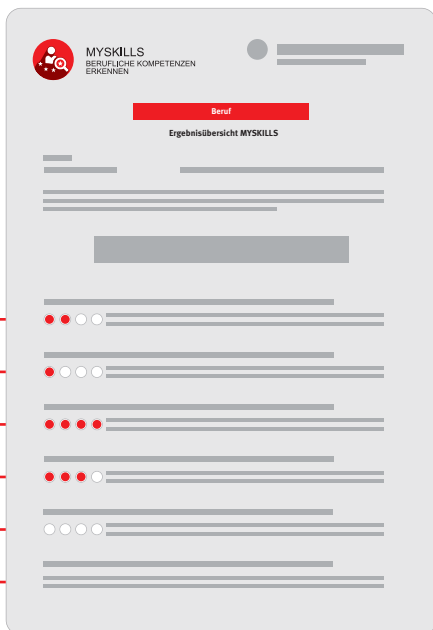 MYSKILLS
BERUFLICHE KOMPETENZEN
ERKENNEN
Beruf
Ergebnisübersicht MYSKILLS